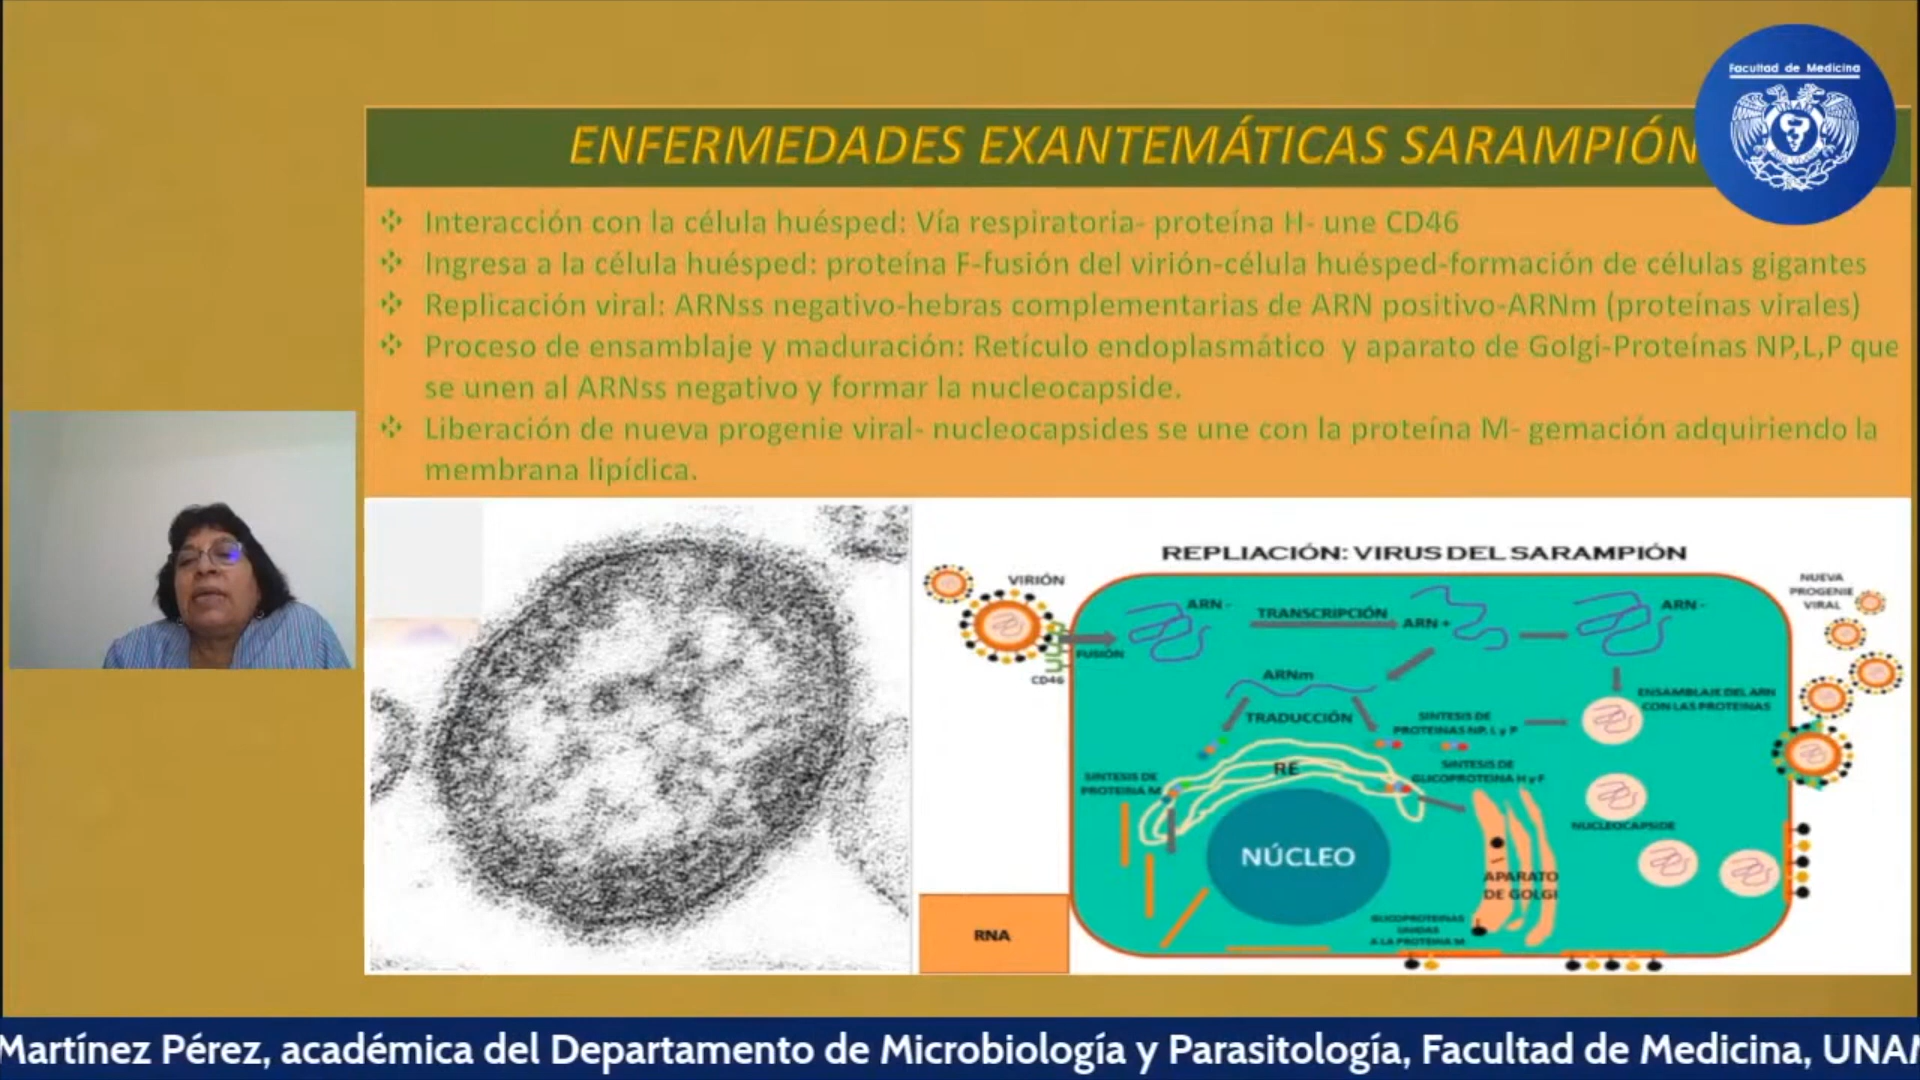 Facultad de Medicina
ENFERMEDADES EXANTEMÁTICAS SARAMPIÓN
Interacción con la célula huésped: Vía respiratoria- proteína H- une CD46
Ingresa a la célula huésped: proteína F-fusión del virión-célula huésped-formación de células gigantes
Replicación viral: ARNss negativo-hebras complementarias de ARN positivo-ARNm (proteínas virales)
Proceso de ensamblaje y maduración: Retículo endoplasmático y aparato de Golgi-Proteínas NP,L,P que
se unen al ARNss negativo y formar la nucleocapside.
Liberación de nueva progenie viral- nucleocapsides se une con la proteína M- gemación adquiriendo la
membrana lipídica.
REPLIACIÓN: VIRUS DEL SARAMPIÓN
VIRIÓN
FUSIÓN
CD46
ARN -
TRANSCRIPCIÓN
ARN +
ARN -
NUEVA
PROGENIE
VIRAL
ARNm
TRADUCCIÓN
SINTESIS DE
PROTEINAS NP, L y P
ENSAMBLAJE DEL ARN
CON LAS PROTEINAS
SINTESIS DE
PROTEINA M
RE
SINTESIS DE
GLICOPROTEINA H y F
NUCLEOCAPSIDE
NÚCLEO
APARATO
DE GOLGI
GLICOPROTEINAS
UNIDAS
A LA PROTEINA M
RNA
Martínez Pérez, académica del Departamento de Microbiología y Parasitología, Facultad de Medicina, UNAM